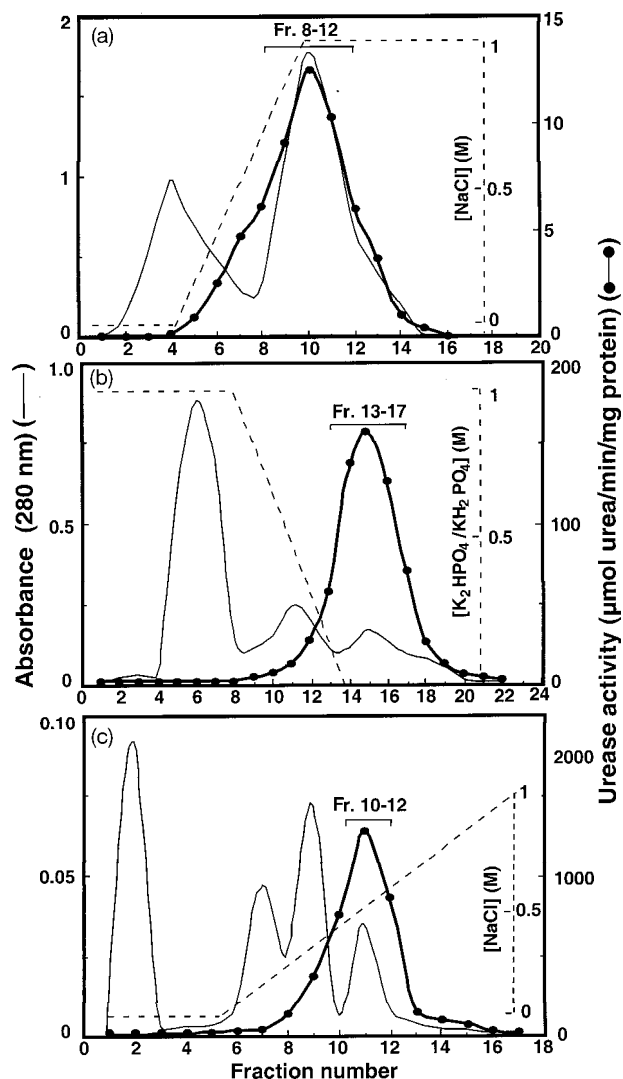 (a)
Fr. 8-12
2
1
0
0 2 4 6 8 10 12 14 16 18 20
1
0.5
0
[NaCl] (M)
15
10
5
0
(b)
Fr. 13-17
1.0
0.5
0
0 2 4 6 8 10 12 14 16 18 20 22 24
1
0.5
0
[K2HPO4/KH2PO4] (M)
200
100
0
(c)
Fr. 10-12
0.10
0.05
0
0 2 4 6 8 10 12 14 16 18
1
0.5
0
[NaCl] (M)
2000
1000
0
Fraction number
Absorbance (280 nm) (—)
Urease activity (μmol urea/min/mg protein) (●—●)